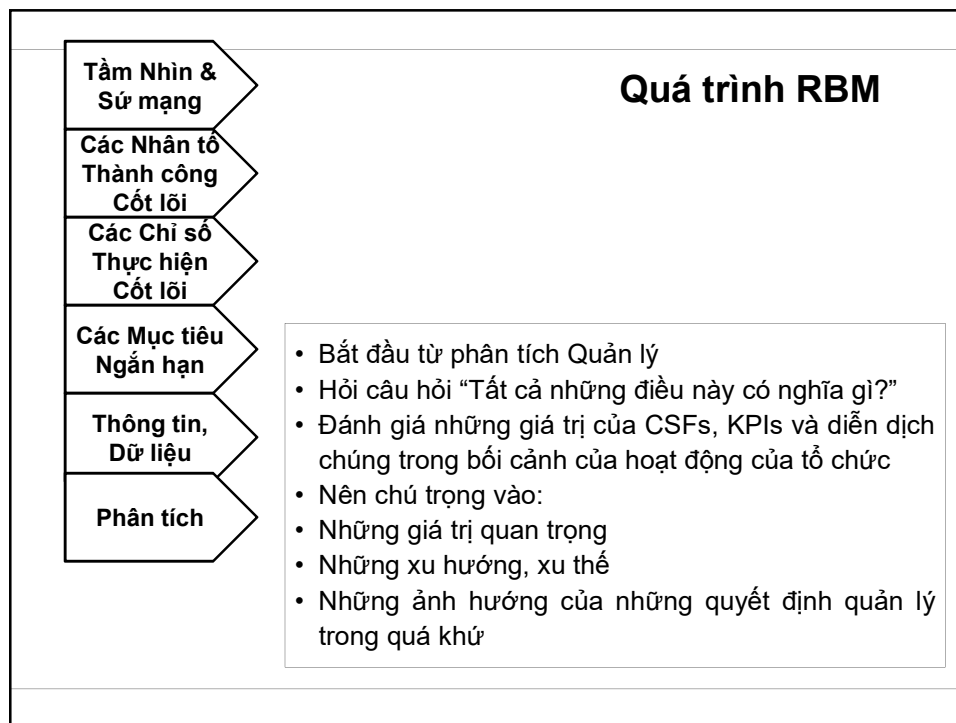 Quá trình RBM
Tầm Nhìn &
Sứ mạng
Các Nhân tố
Thành công
Cốt lõi
Các Chỉ số
Thực hiện
Cốt lõi
Các Mục tiêu
Ngắn hạn
Thông tin,
Dữ liệu
Phân tích
• Bắt đầu từ phân tích Quản lý
• Hỏi câu hỏi “Tất cả những điều này có nghĩa gì?”
• Đánh giá những giá trị của CSFs, KPIs và diễn dịch
chúng trong bối cảnh của hoạt động của tổ chức
• Nên chú trọng vào:
• Những giá trị quan trọng
• Những xu hướng, xu thế
• Những ảnh hưởng của những quyết định quản lý
trong quá khứ